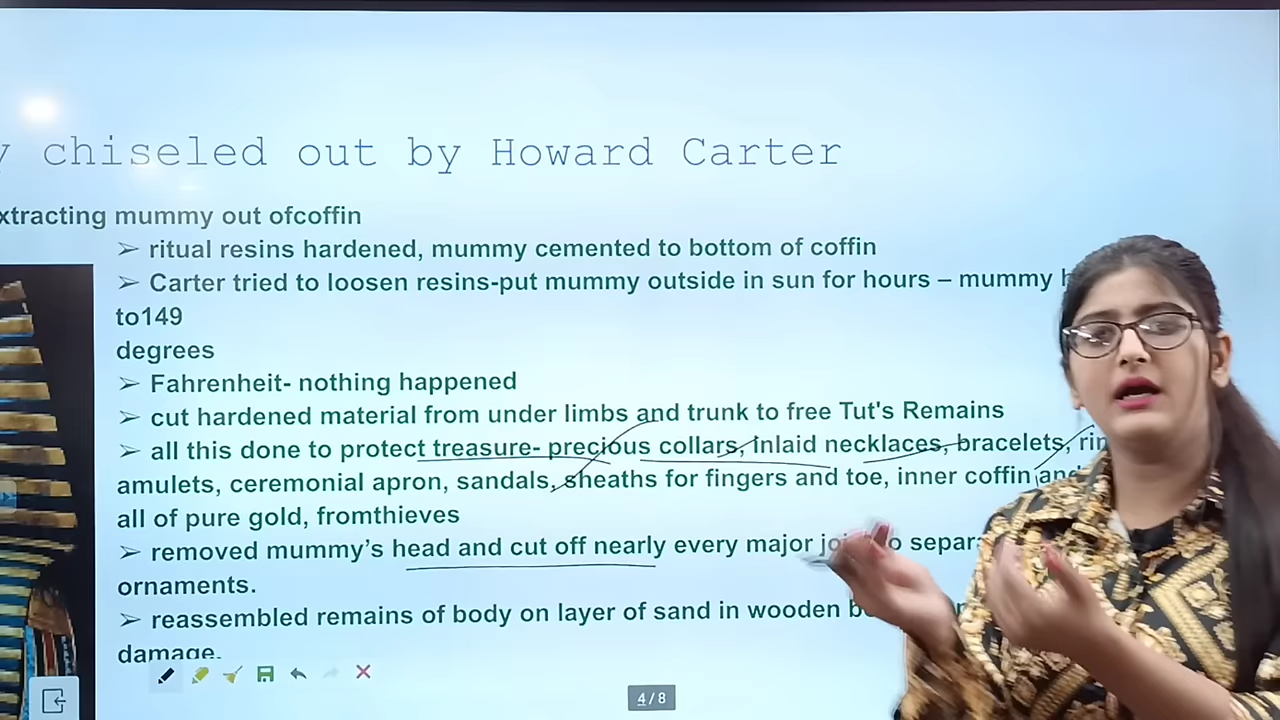 chiseled out by Howard Carter
xtracting mummy out ofcoffin
➢ ritual resins hardened, mummy cemented to bottom of coffin
➢ Carter tried to loosen resins-put mummy outside in sun for hours – mummy
to149
degrees
➢ Fahrenheit- nothing happened
➢ cut hardened material from under limbs and trunk to free Tut's Remains
➢ all this done to protect treasure- precious collars, inlaid necklaces, bracelets,
amulets, ceremonial apron, sandals, sheaths for fingers and toe, inner coffin and
all of pure gold, fromthieves
➢ removed mummy's head and cut off nearly every major
ornaments.
➢ reassembled remains of body on layer of sand in wooden
damage.
4/8